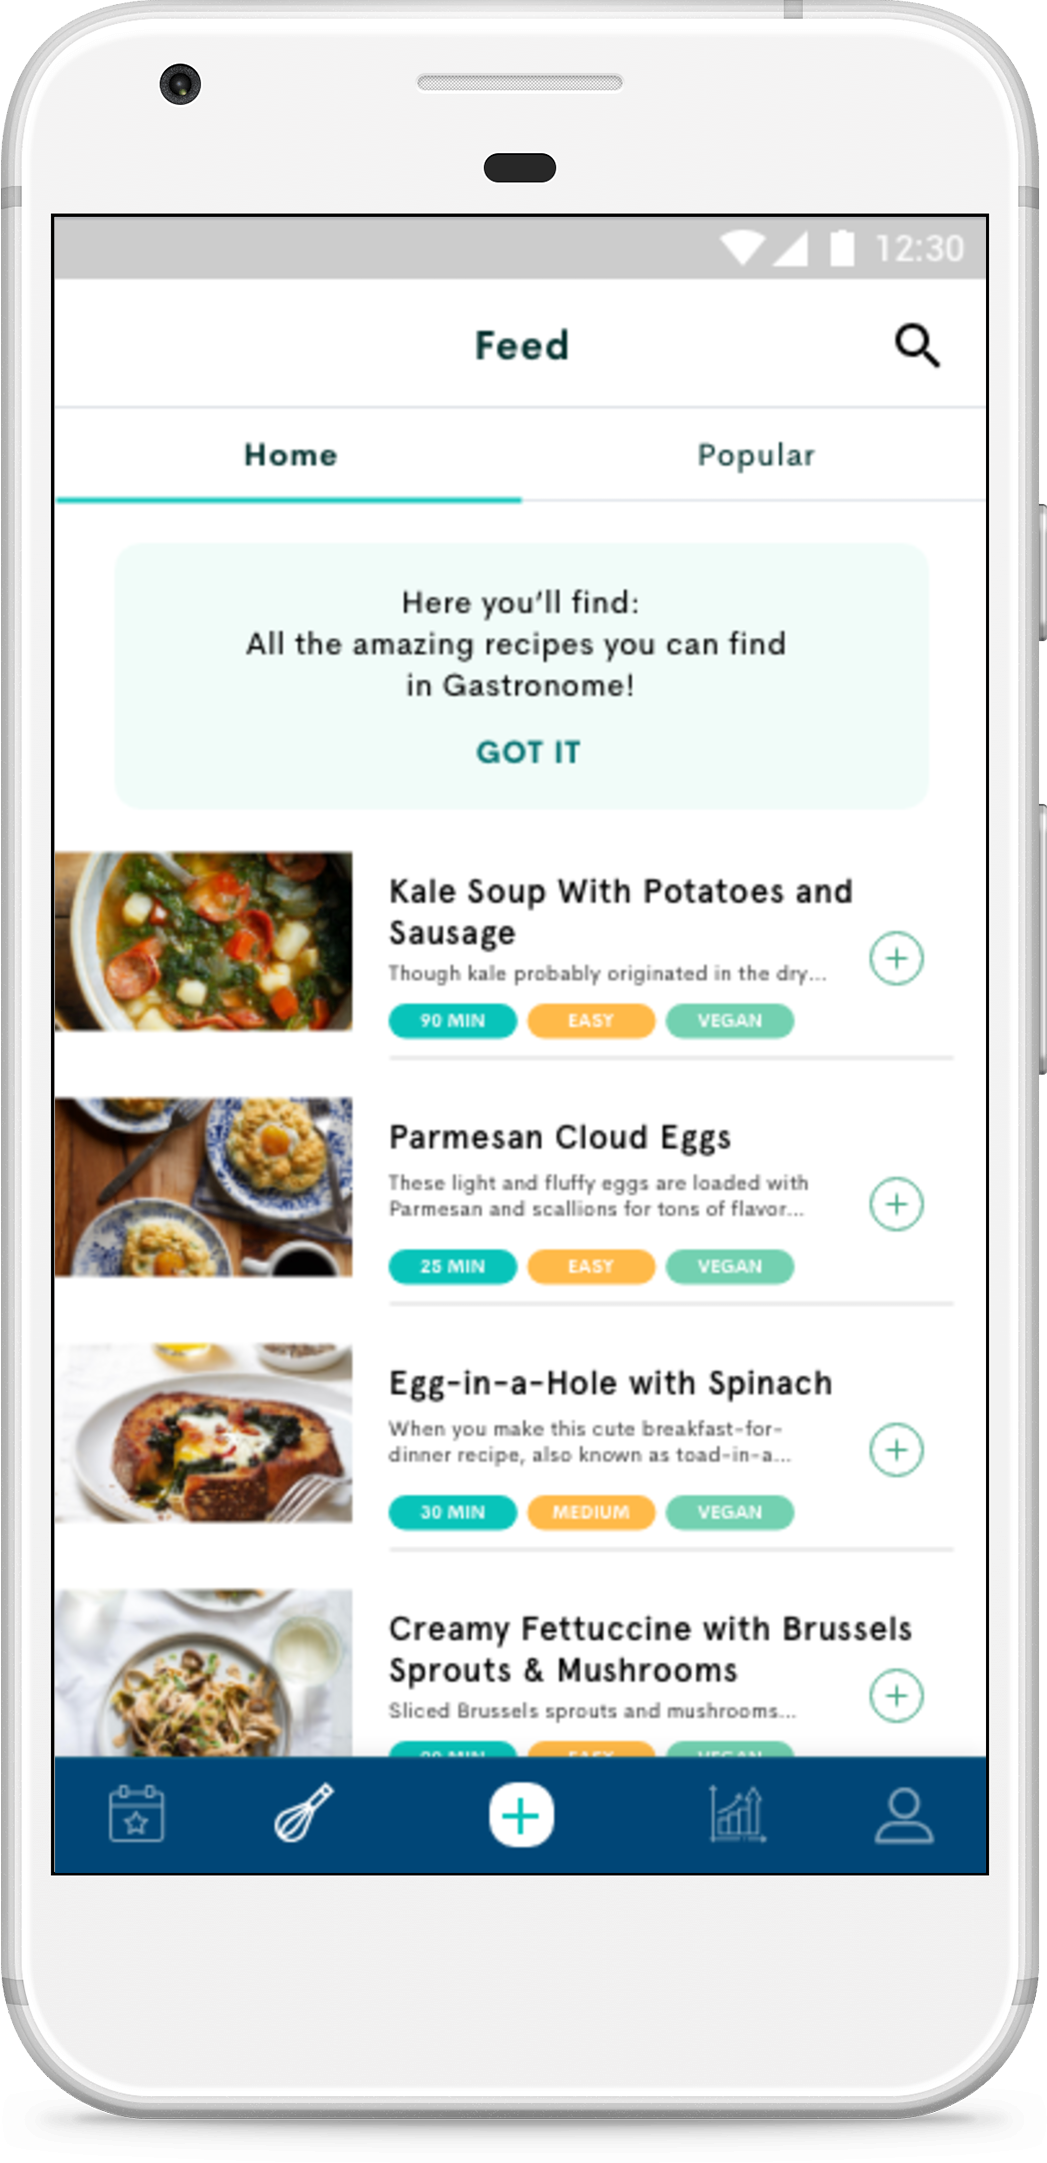 12:30
Feed
Home
Popular
Here you'll find:
All the amazing recipes you can find
in Gastronome!
GOT IT
Kale Soup With Potatoes and
Sausage
Though kale probably originated in the dry...
90 MIN EASY VEGAN
Parmesan Cloud Eggs
These light and fluffy eggs are loaded with
Parmesan and scallions for tons of flavor...
25 MIN EASY VEGAN
Egg-in-a-Hole with Spinach
When you make this cute breakfast-for-
dinner recipe, also known as toad-in-a...
30 MIN MEDIUM VEGAN
Creamy Fettuccine with Brussels
Sprouts & Mushrooms
Sliced Brussels sprouts and mushrooms...